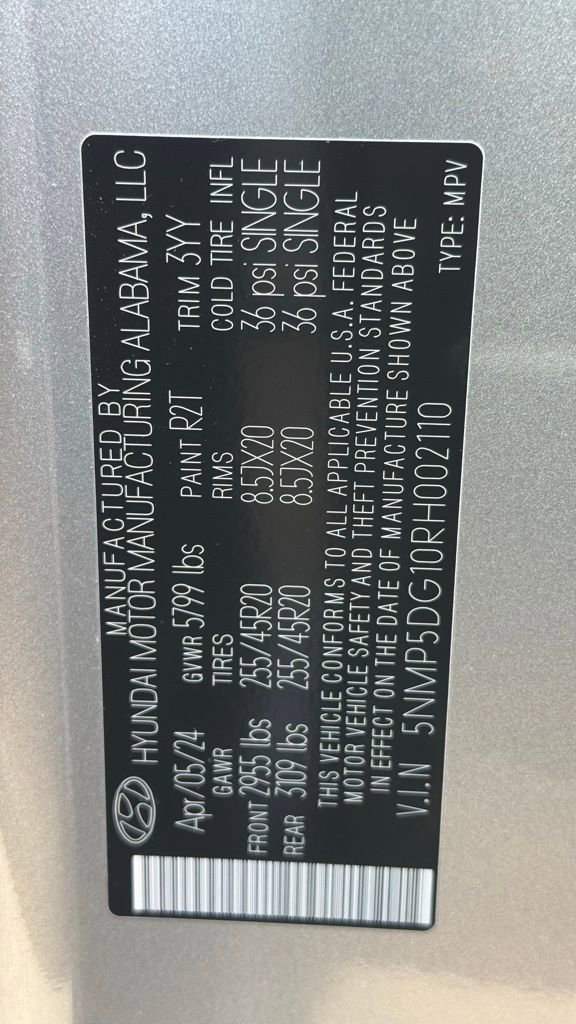 MANUFACTURED BY
HYUNDAI MOTOR MANUFACTURING ALABAMA, LLC
Apr/05/24 GVWR 5799 lbs PAINT R2T TRIM 3YY
GAWR TIRES RIMS COLD TIRE INFL
FRONT 2955 lbs 255/45R20 8.5JX20 36 psi SINGLE
REAR 3109 lbs 255/45R20 8.5JX20 36 psi SINGLE
THIS VEHICLE CONFORMS TO ALL APPLICABLE U.S.A. FEDERAL
MOTOR VEHICLE SAFETY AND THEFT PREVENTION STANDARDS
IN EFFECT ON THE DATE OF MANUFACTURE SHOWN ABOVE
V.I.N 5NMP5DG10RH002110 TYPE: MPV